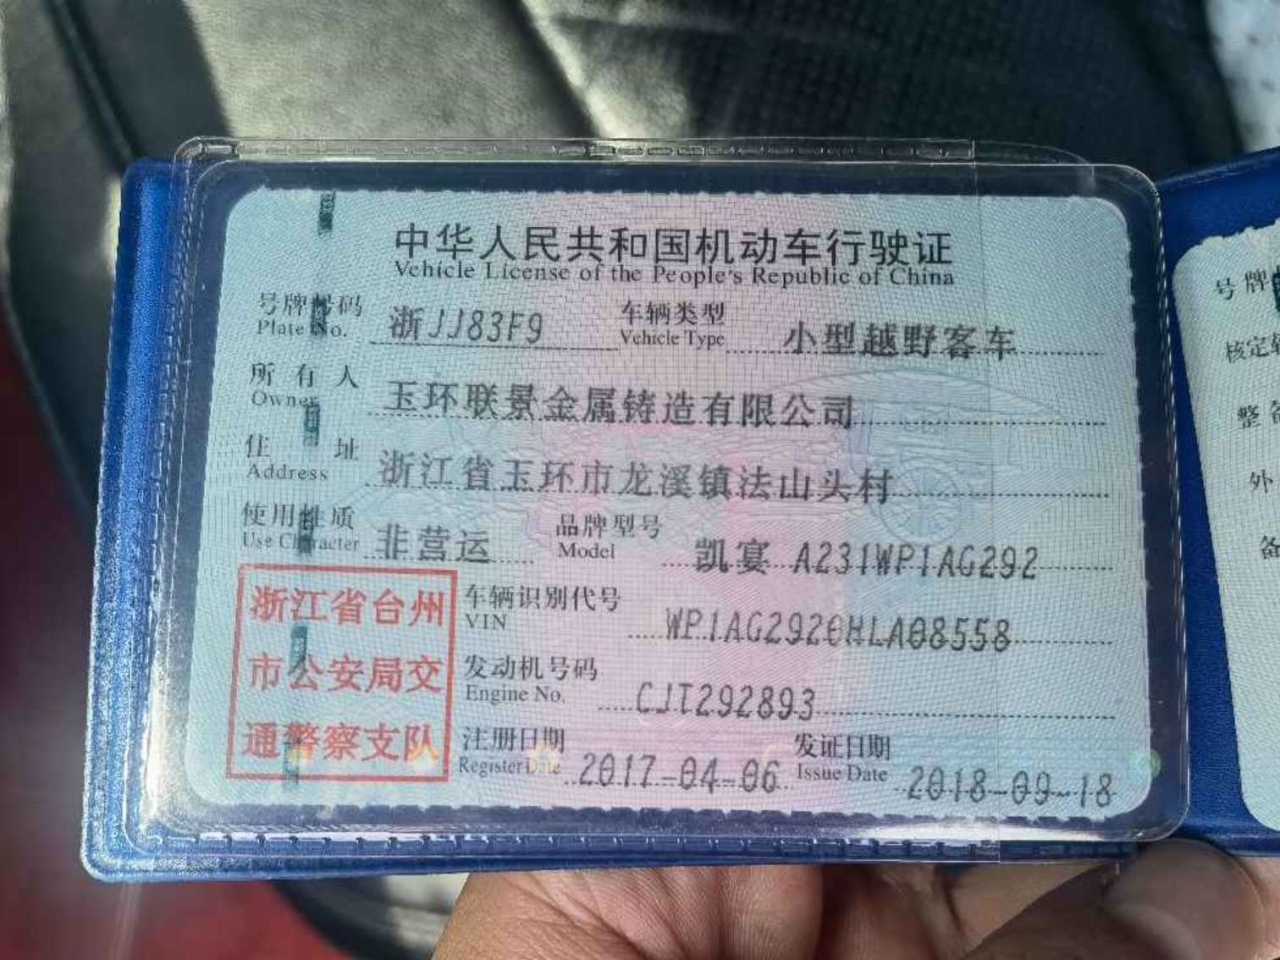 中华人民共和国机动车行驶证
Vehicle License of the People's Republic of China
号牌号码 浙JJ83F9 车辆类型 小型越野客车
Plate No. Vehicle Type
所有人 玉环联景金属铸造有限公司
Owner
住址 浙江省玉环市龙溪镇法山头村
Address
使用性质 非营运 品牌型号 凯宴 A231WP1AG292
Use Character Model
浙江省台州
市公安局交
通警察支队
车辆识别代号 WP1AG2920HLA08558
VIN
发动机号码 CJT292893
Engine No.
注册日期 2017-04-06 发证日期 2018-09-18
Register Date Issue Date
号牌
核定
整
外
备